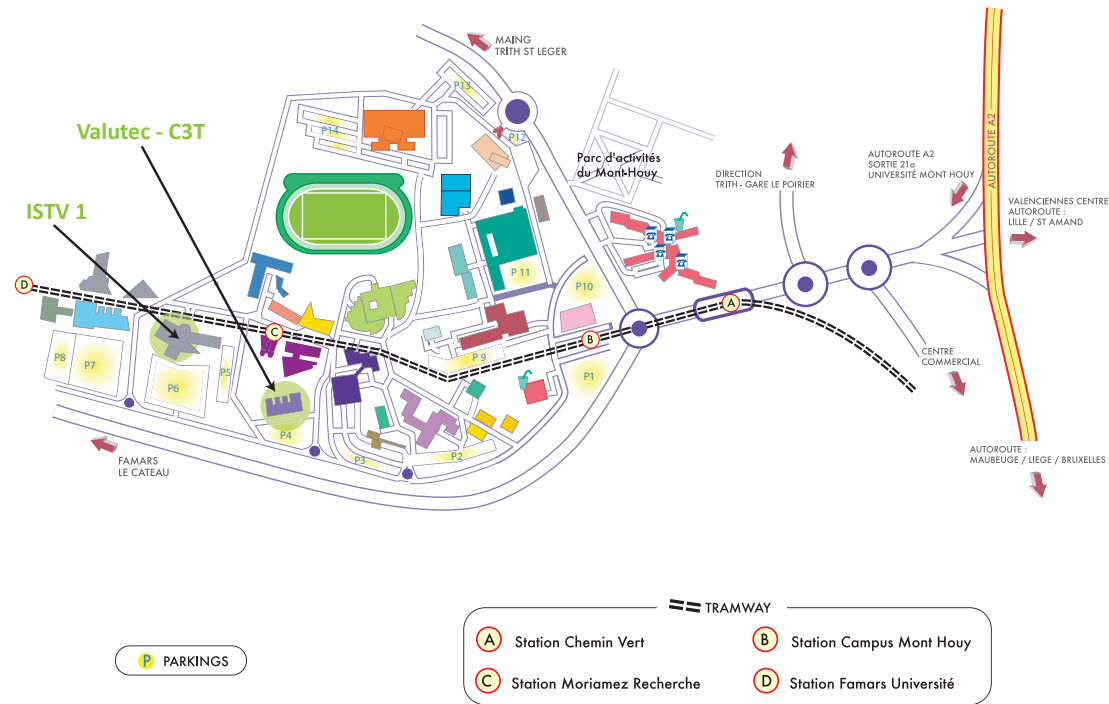 MAING
TRITH ST LEGER
P13
AUTOROUTE A2
Valutec - C3T
P14
P12
Parc d'activités
du Mont-Houy
AUTOROUTE A2
SORTIE 21a
UNIVERSITÉ MONT HOUY
DIRECTION
TRITH - GARE LE POIRIER
VALENCIENNES CENTRE
AUTOROUTE :
LILLE / ST AMAND
ISTV 1
P 11
P10
D
A
C
B
P8
P7
P6
P5
P 9
P1
CENTRE
COMMERCIAL
P4
P3
P2
FAMARS
LE CATEAU
AUTOROUTE :
MAUBEUGE / LIEGE / BRUXELLES
TRAMWAY
A Station Chemin Vert
B Station Campus Mont Houy
P PARKINGS
C Station Moriamez Recherche
D Station Famars Université